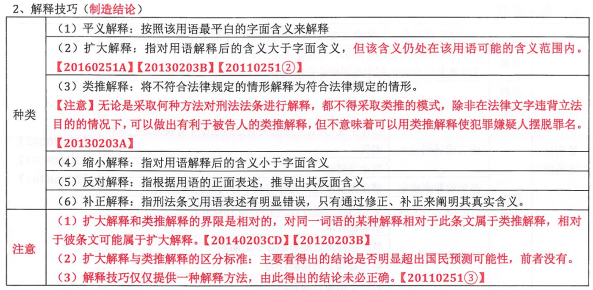 2、解释技巧（制造结论）
种类
（1）平义解释：按照该用语最平白的字面含义来解释
（2）扩大解释：指对用语解释后的含义大于字面含义，但该含义仍处在该用语可能的含义范围内。
【20160251A】【20130203B】【20110251②】
（3）类推解释：将不符合法律规定的情形解释为符合法律规定的情形。
【注意】无论是采取何种方法对刑法法条进行解释，都不得采取类推的模式，除非在法律文字违背立法
目的的情况下，可以做出有利于被告人的类推解释，但不意味着可以用类推解释使犯罪嫌疑人摆脱罪名。
【20130203A】
（4）缩小解释：指对用语解释后的含义小于字面含义
（5）反对解释：指根据用语的正面表述，推导出其反面含义
（6）补正解释：指刑法条文用语表述有明显错误，只有通过修正、补正来阐明其真实含义。
注意
（1）扩大解释和类推解释的界限是相对的，对同一词语的某种解释相对于此条文属于类推解释，相对
于彼条文可能属于扩大解释。【20140203CD】【20120203B】
（2）扩大解释与类推解释的区分标准：主要看得出的结论是否明显超出国民预测可能性，前者没有。
（3）解释技巧仅仅提供一种解释方法，由此得出的结论未必正确。【20110251③】